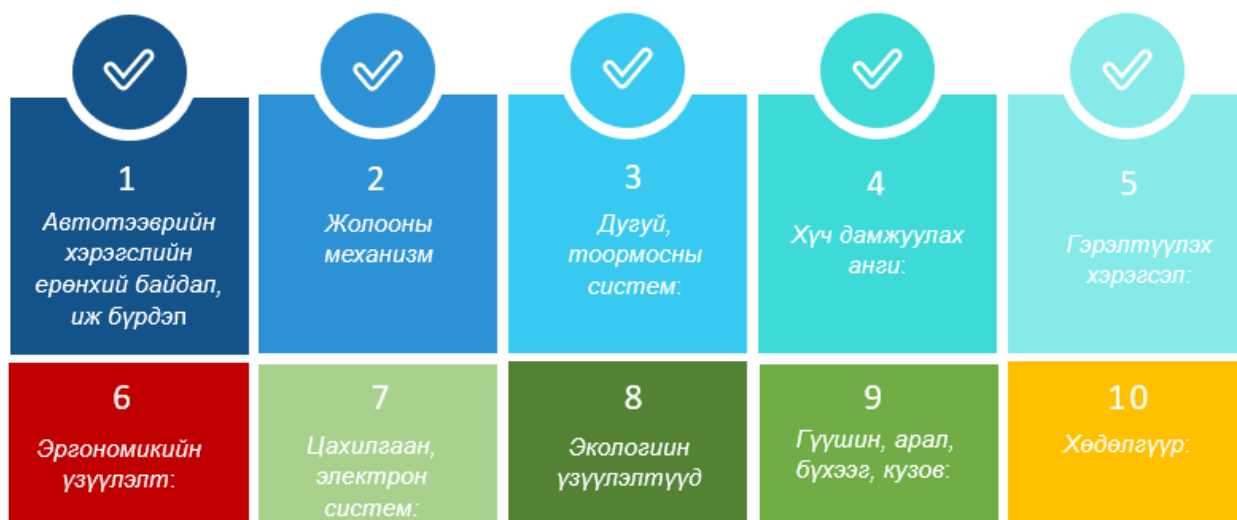 1
Автотээврийн
хэрэгслийн
ерөнхий байдал,
иж бүрдэл
2
Жолооны
механизм
3
Дугуй,
тоормосны
систем:
4
Хүч дамжуулах
анги:
5
Гэрэлтүүлэх
хэрэгсэл:
6
Эргономикийн
үзүүлэлт:
7
Цахилгаан,
электрон
систем:
8
Экологиин
үзүүлэлтүүд
9
Гүүшин, арал,
бүхээг, кузов:
10
Хөдөлгүүр: